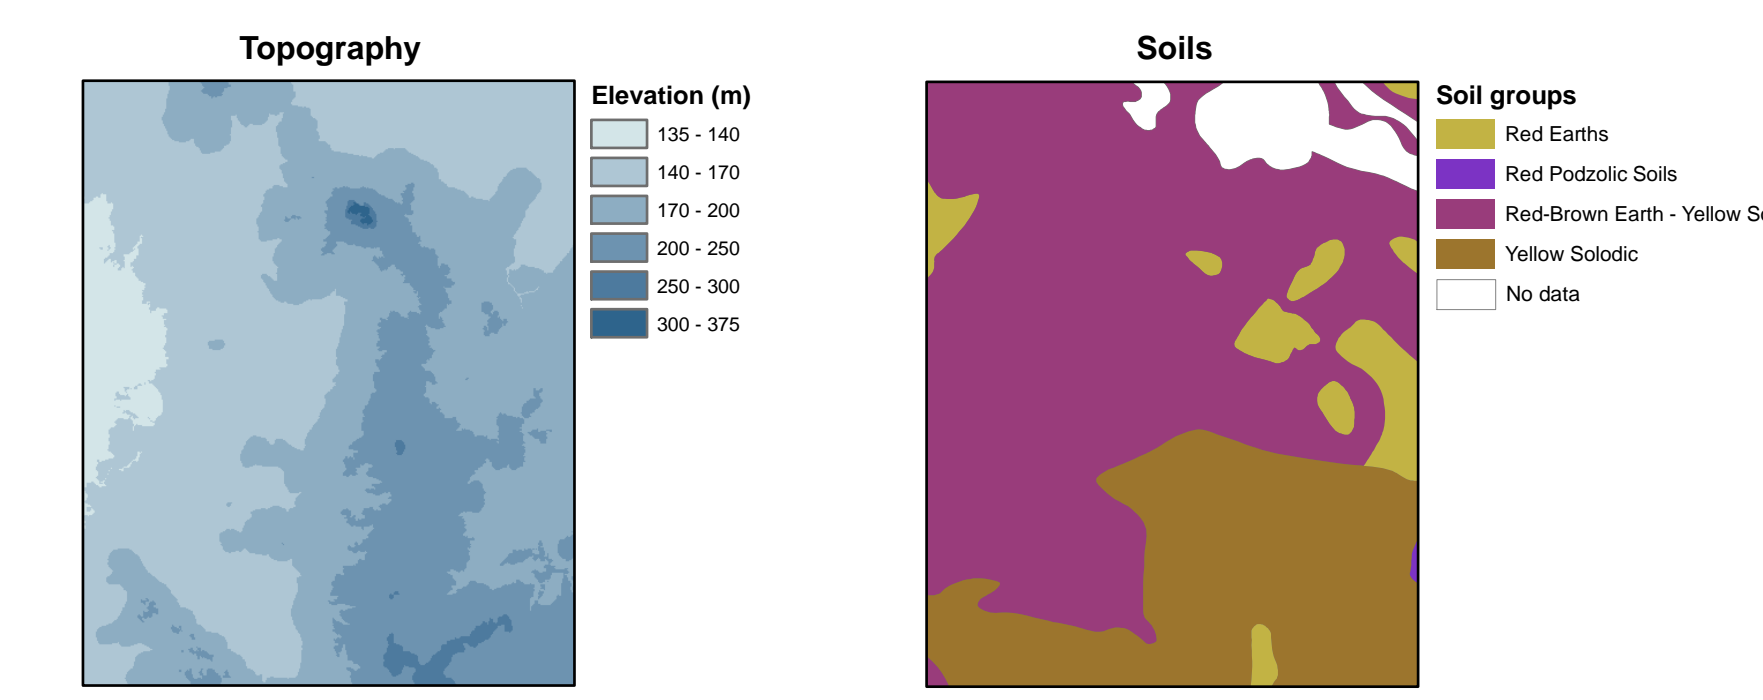 Topography
Elevation (m)
135 - 140
140 - 170
170 - 200
200 - 250
250 - 300
300 - 375
Soils
Soil groups
Red Earths
Red Podzolic Soils
Red-Brown Earth - Yellow
Yellow Solodic
No data